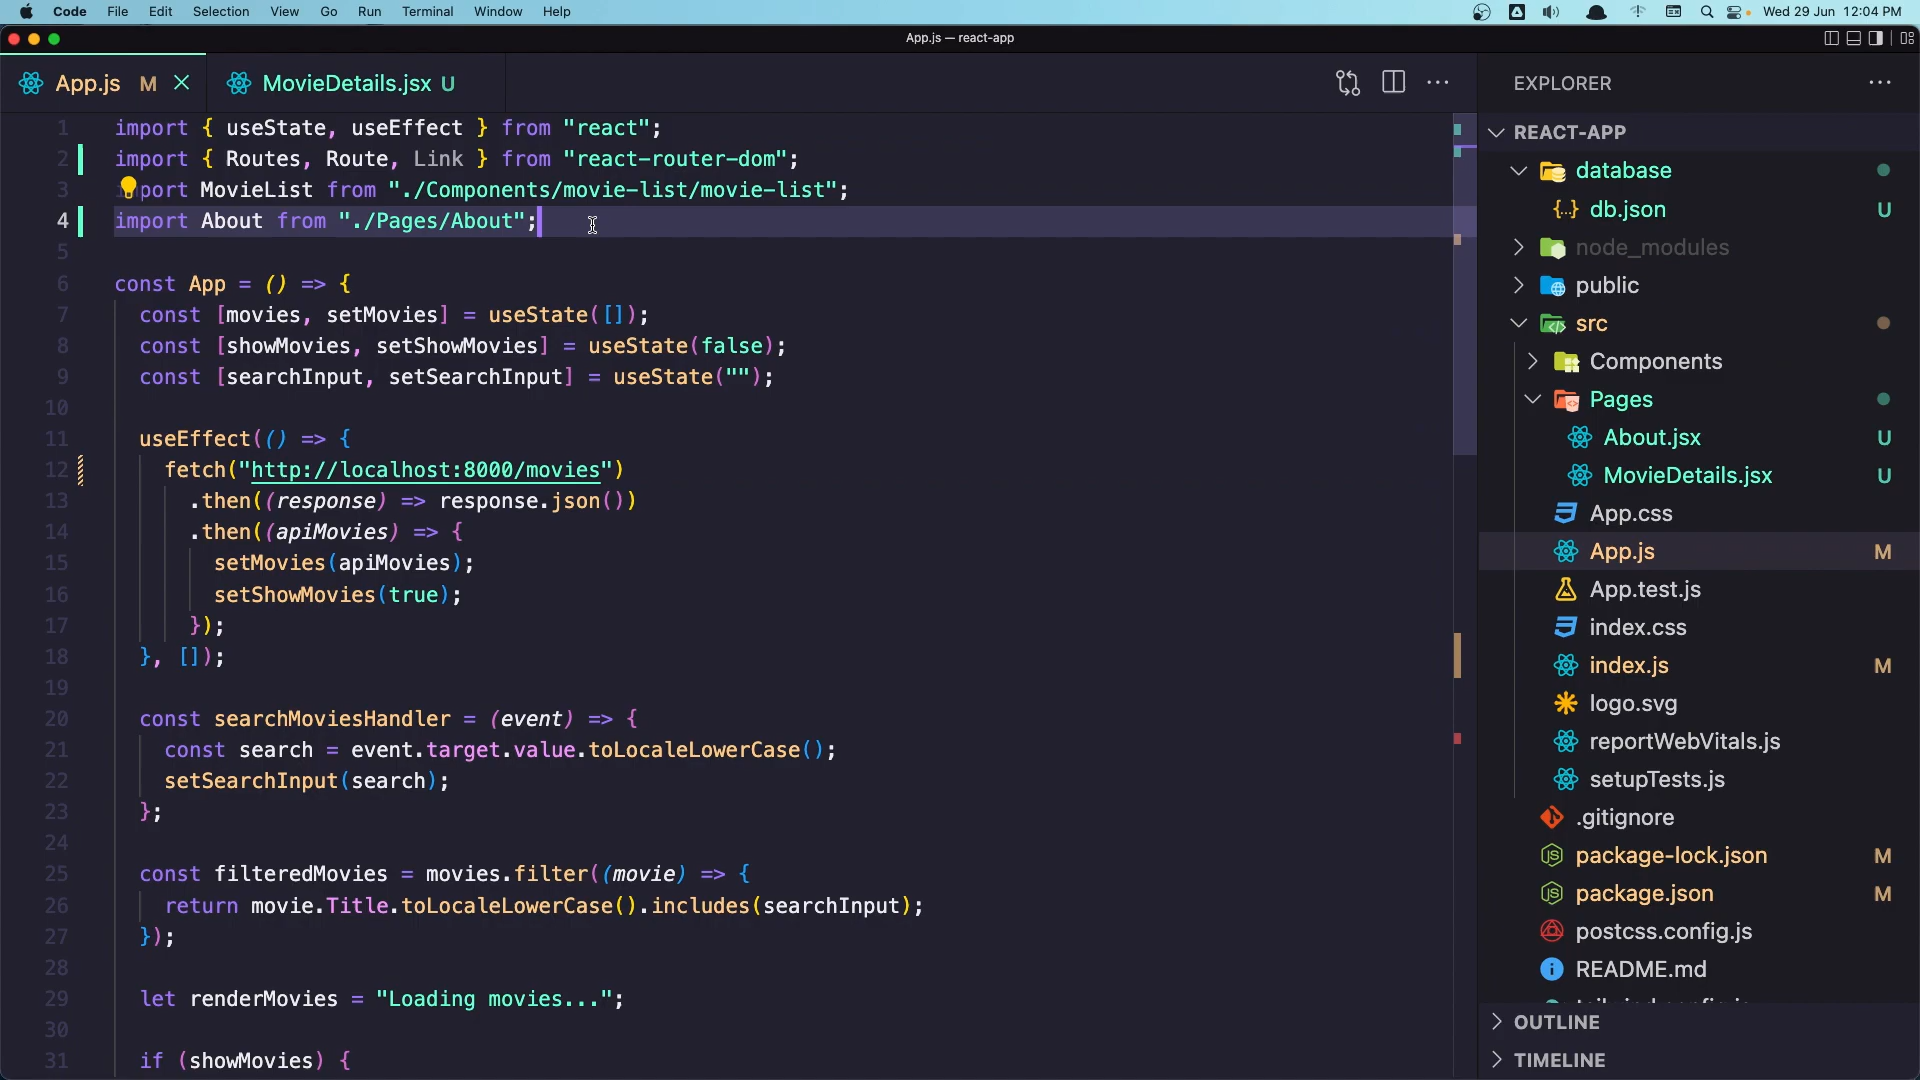 Code File Edit Selection View Go Run Terminal Window Help Wed 29 Jun 12:04 PM
App.js — react-app
App.js M MovieDetails.jsx U
1 import { useState, useEffect } from "react";
2 import { Routes, Route, Link } from "react-router-dom";
3 import MovieList from "./Components/movie-list/movie-list";
4 import About from "./Pages/About";
5
6 const App = () => {
7 const [movies, setMovies] = useState([]);
8 const [showMovies, setShowMovies] = useState(false);
9 const [searchInput, setSearchInput] = useState("");
10
11 useEffect(() => {
12 fetch("http://localhost:8000/movies")
13 .then((response) => response.json())
14 .then((apiMovies) => {
15 setMovies(apiMovies);
16 setShowMovies(true);
17 });
18 }, []);
19
20 const searchMoviesHandler = (event) => {
21 const search = event.target.value.toLocaleLowerCase();
22 setSearchInput(search);
23 };
24
25 const filteredMovies = movies.filter((movie) => {
26 return movie.Title.toLocaleLowerCase().includes(searchInput);
27 });
28
29 let renderMovies = "Loading movies...";
30
31 if (showMovies) {
EXPLORER
REACT-APP
database
{..} db.json U
node_modules
public
src
Components
Pages
About.jsx U
MovieDetails.jsx U
App.css
App.js M
App.test.js
index.css
index.js M
logo.svg
reportWebVitals.js
setupTests.js
.gitignore
package-lock.json M
package.json M
postcss.config.js
README.md
OUTLINE
TIMELINE